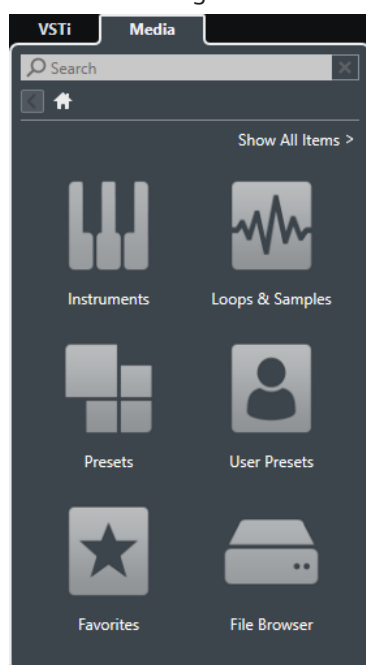 VSTi Media
Search
Show All Items >
Instruments Loops & Samples
Presets User Presets
Favorites File Browser